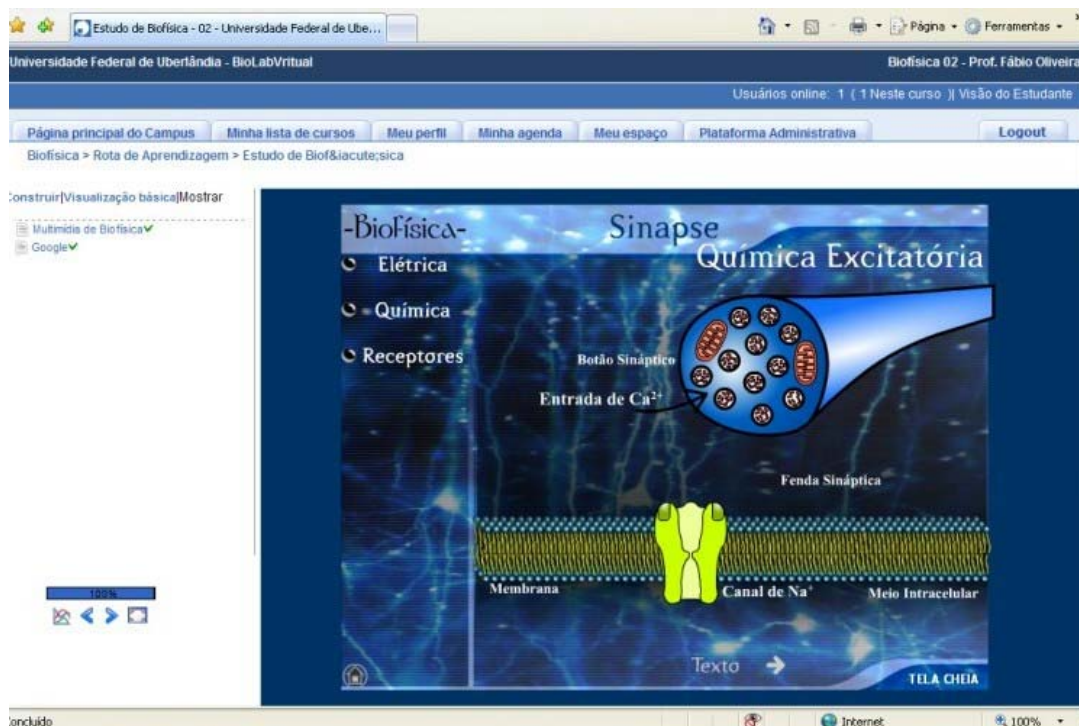 Estudo de Biofísica - 02 - Universidade Federal de Ube...
Página
Ferramentas
Universidade Federal de Uberlândia - BioLabVritual
Biofísica 02 - Prof. Fábio Oliveira
Usuários online: 1 ( 1 Neste curso )| Visão do Estudante
Página principal do Campus
Minha lista de cursos
Meu perfil
Minha agenda
Meu espaço
Plataforma Administrativa
Logout
Biofísica > Rota de Aprendizagem > Estudo de Biof&iacute;sica
Construir|Visualização básica|Mostrar
Multimídia de Biofísica
Google
100%
-BioFísica-
Elétrica
Química
Receptores
Sinapse
Química Excitatória
Botão Sináptico
Entrada de Ca²⁺
Fenda Sináptica
Membrana
Canal de Na⁺
Meio Intracelular
Texto
TELA CHEIA
Concluído
Internet
100%